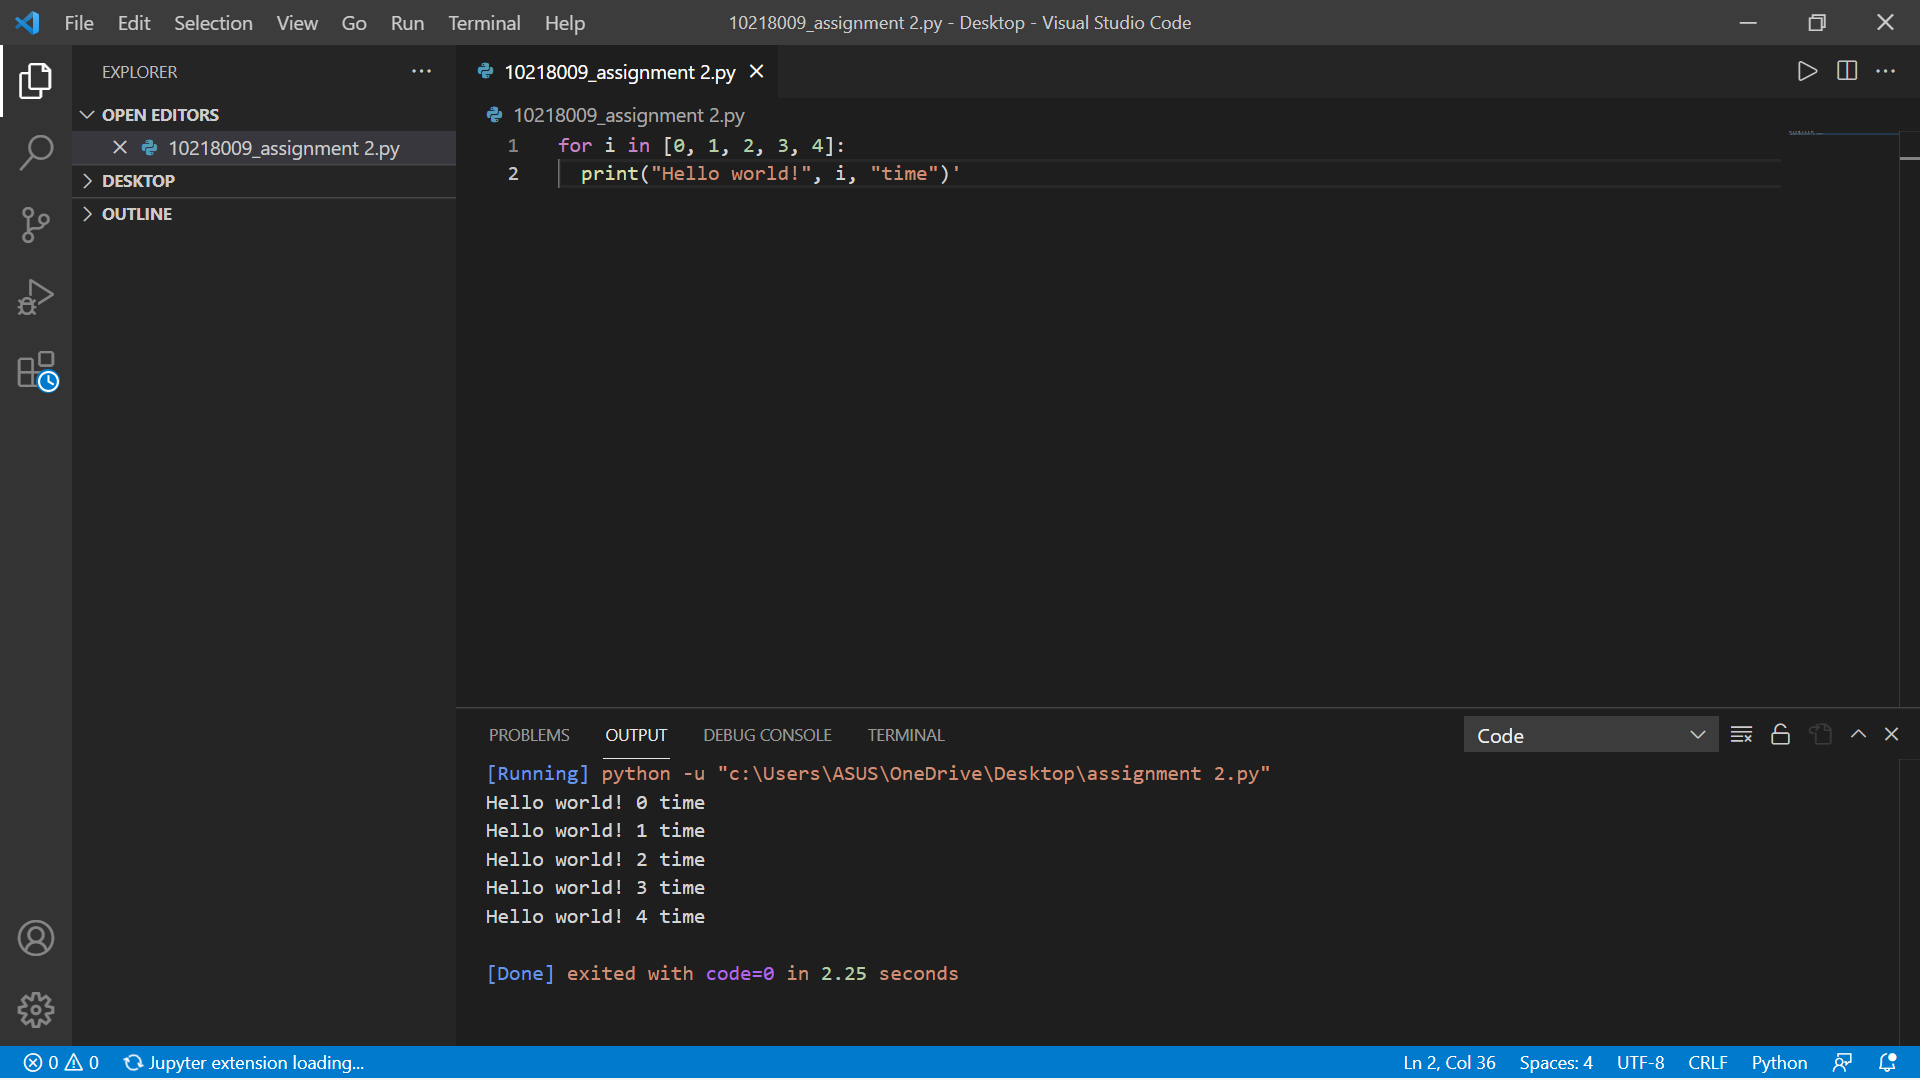 File Edit Selection View Go Run Terminal Help
10218009_assignment 2.py - Desktop - Visual Studio Code
EXPLORER
OPEN EDITORS
10218009_assignment 2.py
DESKTOP
OUTLINE
10218009_assignment 2.py
10218009_assignment 2.py
1 for i in [0, 1, 2, 3, 4]:
2 print("Hello world!", i, "time")'
PROBLEMS OUTPUT DEBUG CONSOLE TERMINAL
Code
[Running] python -u "c:\Users\ASUS\OneDrive\Desktop\assignment 2.py"
Hello world! 0 time
Hello world! 1 time
Hello world! 2 time
Hello world! 3 time
Hello world! 4 time
[Done] exited with code=0 in 2.25 seconds
0 0 Jupyter extension loading...
Ln 2, Col 36 Spaces: 4 UTF-8 CRLF Python